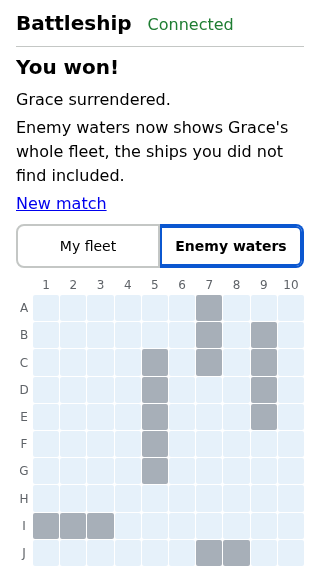 Battleship Connected
You won!
Grace surrendered.
Enemy waters now shows Grace's
whole fleet, the ships you did not
find included.
New match
My fleet Enemy waters
1 2 3 4 5 6 7 8 9 10
A
B
C
D
E
F
G
H
I
J